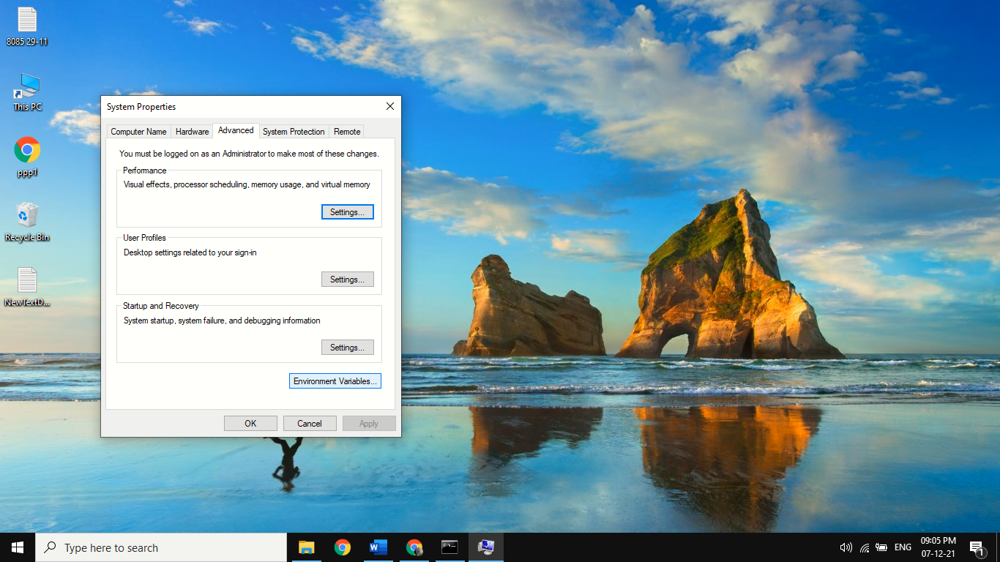 8085 29-11
This PC
ppp1
Recycle Bin
NewTextD...
System Properties
Computer Name Hardware Advanced System Protection Remote
You must be logged on as an Administrator to make most of these changes.
Performance
Visual effects, processor scheduling, memory usage, and virtual memory
Settings...
User Profiles
Desktop settings related to your sign-in
Settings...
Startup and Recovery
System startup, system failure, and debugging information
Settings...
Environment Variables...
OK Cancel Apply
Type here to search
ENG
09:05 PM
07-12-21
1